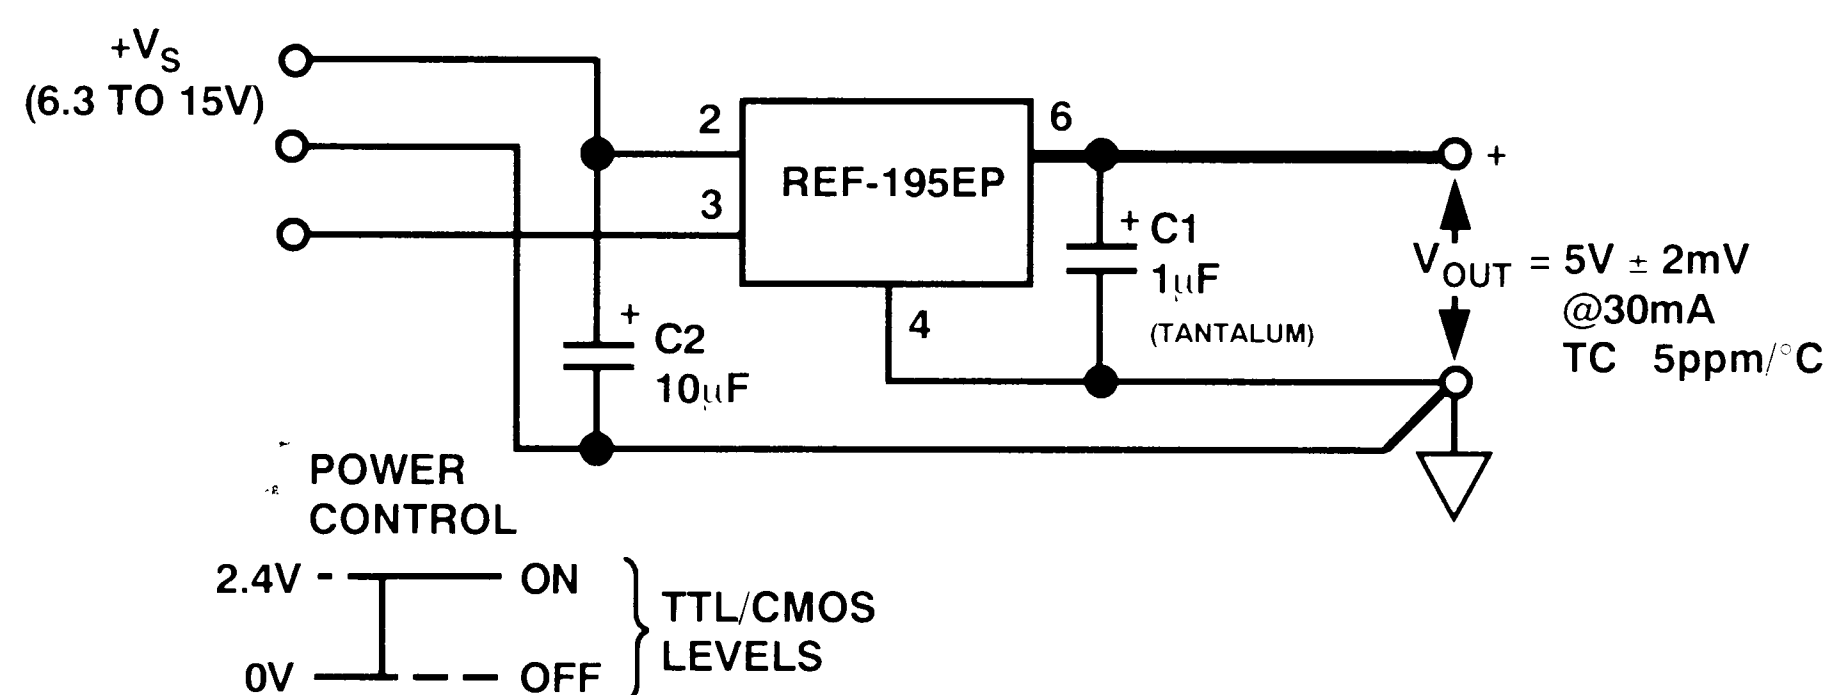 +VS
(6.3 TO 15V)
2
3
REF-195EP
6
4
+
+ C1
1µF
(TANTALUM)
VOUT = 5V ± 2mV
@30mA
TC 5ppm/°C
+ C2
10µF
POWER
CONTROL
2.4V
ON
0V
OFF
TTL/CMOS
LEVELS